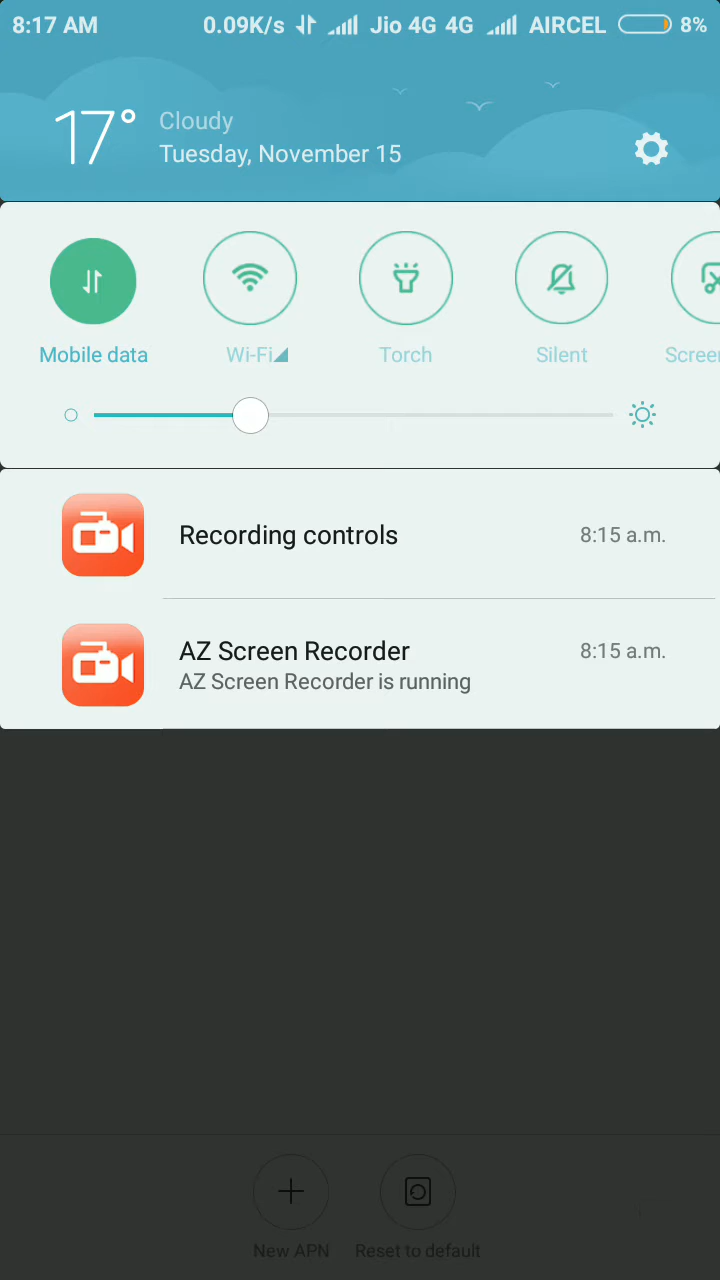 8:17 AM 0.09K/s Jio 4G 4G AIRCEL 8%
17° Cloudy
Tuesday, November 15
Mobile data Wi-Fi Torch Silent Screen
Recording controls 8:15 a.m.
AZ Screen Recorder 8:15 a.m.
AZ Screen Recorder is running
New APN Reset to default